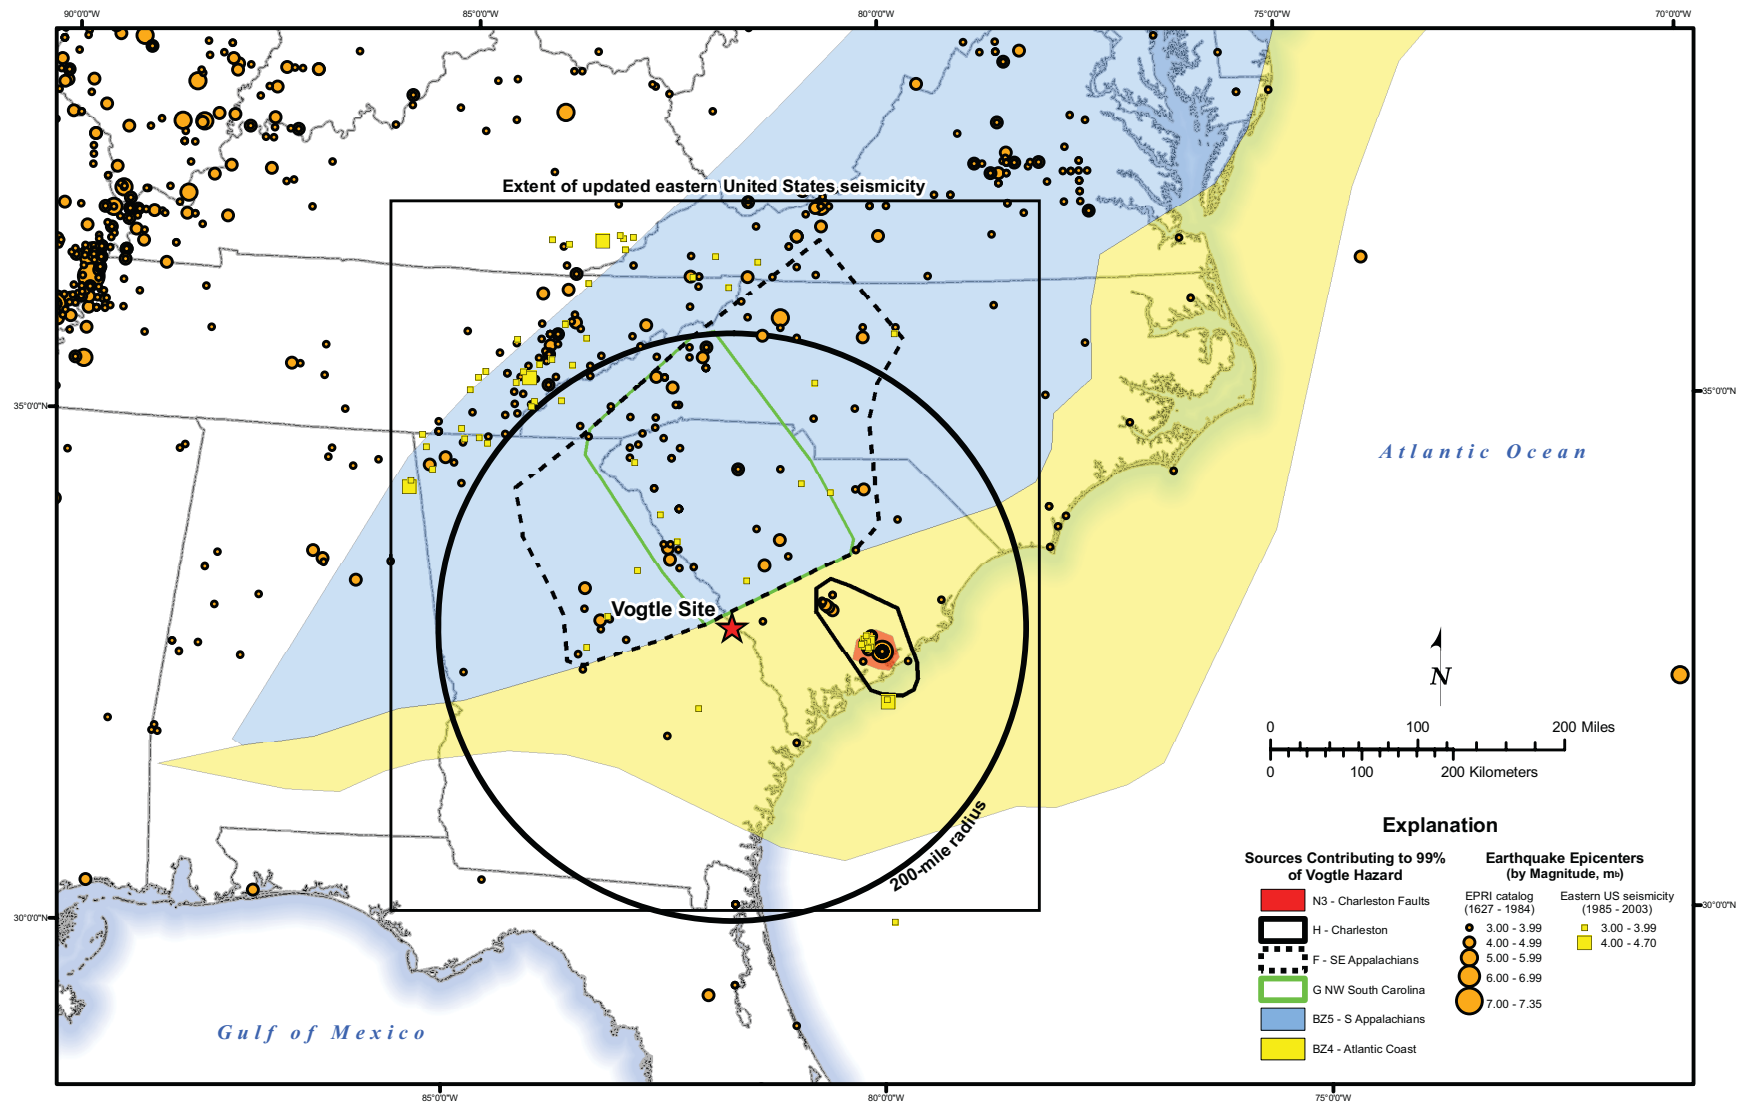 90°0'0"W 85°0'0"W 80°0'0"W 75°0'0"W 70°0'0"W
Extent of updated eastern United States seismicity
35°0'0"N 35°0'0"N
Atlantic Ocean
Vogtle Site
N
0 100 200 Miles
0 100 200 Kilometers
200-mile radius
Explanation
Sources Contributing to 99%
of Vogtle Hazard
N3 - Charleston Faults
H - Charleston
F - SE Appalachians
G NW South Carolina
BZ5 - S Appalachians
BZ4 - Atlantic Coast
Earthquake Epicenters
(by Magnitude, mb)
EPRI catalog
(1627 - 1984)
3.00 - 3.99
4.00 - 4.99
5.00 - 5.99
6.00 - 6.99
7.00 - 7.35
Eastern US seismicity
(1985 - 2003)
3.00 - 3.99
4.00 - 4.70
30°0'0"N 30°0'0"N
Gulf of Mexico
85°0'0"W 80°0'0"W 75°0'0"W